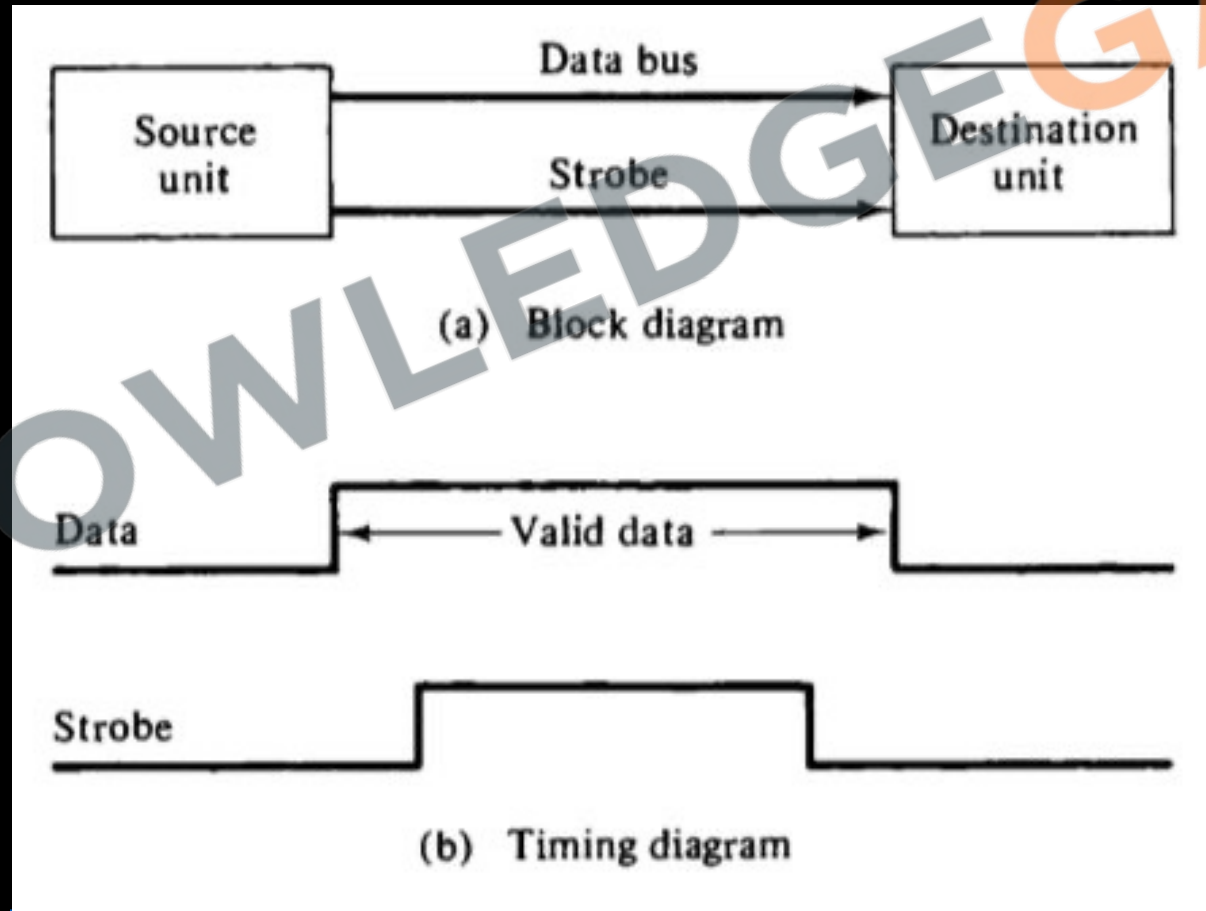 Data bus
Source
unit
Strobe
Destination
unit
(a) Block diagram
OWLEDGEG
Data
Valid data
Strobe
(b) Timing diagram